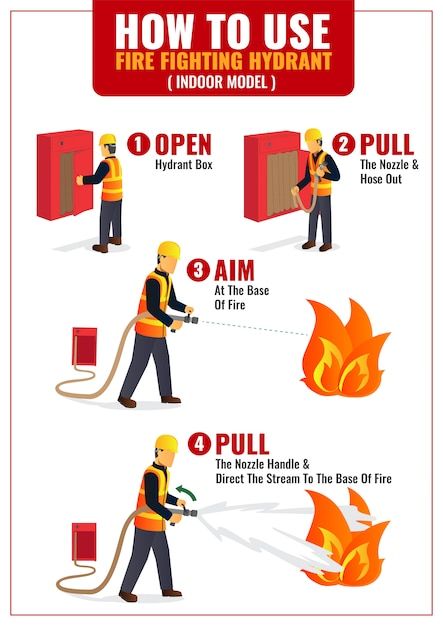 HOW TO USE
FIRE FIGHTING HYDRANT
( INDOOR MODEL )
1 OPEN
Hydrant Box
2 PULL
The Nozzle &
Hose Out
3 AIM
At The Base
Of Fire
4 PULL
The Nozzle Handle &
Direct The Stream To The Base Of Fire